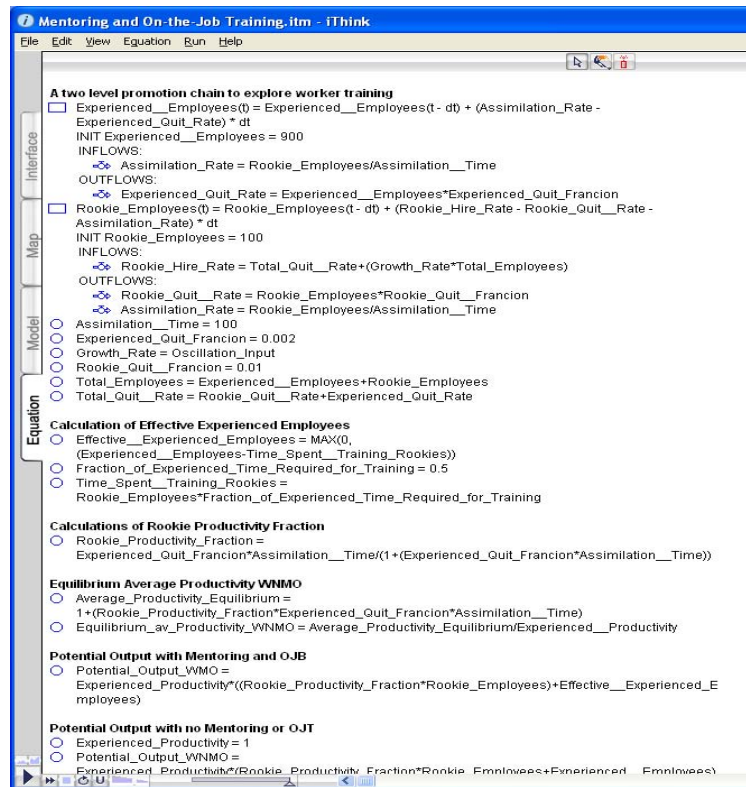 Mentoring and On-the-Job Training.itm - iThink
File Edit View Equation Run Help
A two level promotion chain to explore worker training
Experienced__Employees(t) = Experienced__Employees(t - dt) + (Assimilation_Rate -
Experienced_Quit_Rate) * dt
INIT Experienced__Employees = 900
INFLOWS:
Assimilation_Rate = Rookie_Employees/Assimilation__Time
OUTFLOWS:
Experienced_Quit_Rate = Experienced__Employees*Experienced_Quit_Francion
Rookie_Employees(t) = Rookie_Employees(t - dt) + (Rookie_Hire_Rate - Rookie_Quit__Rate -
Assimilation_Rate) * dt
INIT Rookie_Employees = 100
INFLOWS:
Rookie_Hire_Rate = Total_Quit__Rate+(Growth_Rate*Total_Employees)
OUTFLOWS:
Rookie_Quit__Rate = Rookie_Employees*Rookie_Quit__Francion
Assimilation_Rate = Rookie_Employees/Assimilation__Time
Assimilation__Time = 100
Experienced_Quit_Francion = 0.002
Growth_Rate = Oscillation_Input
Rookie_Quit__Francion = 0.01
Total_Employees = Experienced__Employees+Rookie_Employees
Total_Quit__Rate = Rookie_Quit__Rate+Experienced_Quit_Rate
Calculation of Effective Experienced Employees
Effective__Experienced_Employees = MAX(0,
(Experienced__Employees-Time_Spent__Training_Rookies))
Fraction_of_Experienced_Time_Required_for_Training = 0.5
Time_Spent__Training_Rookies =
Rookie_Employees*Fraction_of_Experienced_Time_Required_for_Training
Calculations of Rookie Productivity Fraction
Rookie_Productivity_Fraction =
Experienced_Quit_Francion*Assimilation__Time/(1+(Experienced_Quit_Francion*Assimilation__Time))
Equilibrium Average Productivity WNMO
Average_Productivity_Equilibrium =
1+(Rookie_Productivity_Fraction*Experienced_Quit_Francion*Assimilation__Time)
Equilibrium_av_Productivity_WNMO = Average_Productivity_Equilibrium/Experienced__Productivity
Potential Output with Mentoring and OJB
Potential_Output_WMO =
Experienced_Productivity*((Rookie_Productivity_Fraction*Rookie_Employees)+Effective__Experienced_E
mployees)
Potential Output with no Mentoring or OJT
Experienced_Productivity = 1
Potential_Output_WNMO =
Experienced_Productivity*(Rookie_Productivity_Fraction*Rookie_Employees+Experienced__Employees)
Interface
Map
Model
Equation